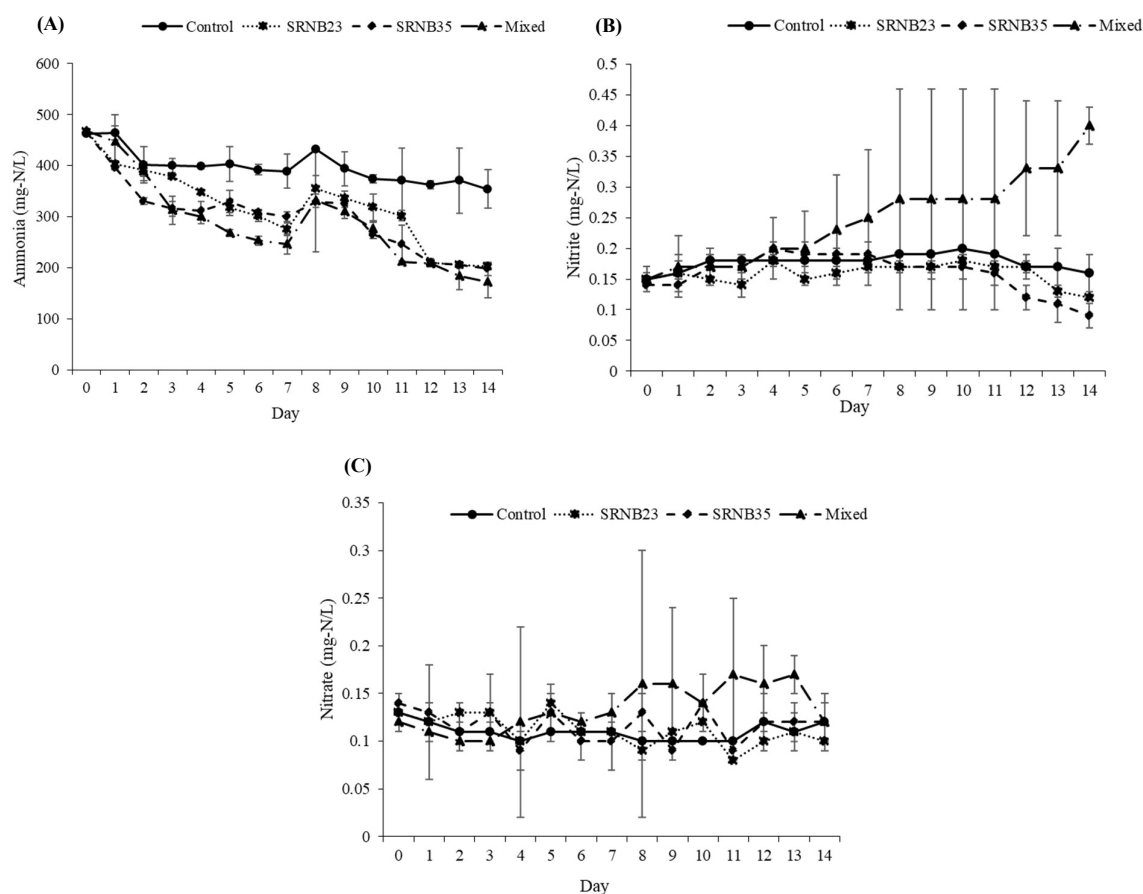 (A)
Control SRNB23 SRNB35 Mixed
Ammonia (mg-N/L)
600
500
400
300
200
100
0
0 1 2 3 4 5 6 7 8 9 10 11 12 13 14
Day
(B)
Control SRNB23 SRNB35 Mixed
Nitrite (mg-N/L)
0.5
0.45
0.4
0.35
0.3
0.25
0.2
0.15
0.1
0.05
0
0 1 2 3 4 5 6 7 8 9 10 11 12 13 14
Day
(C)
Control SRNB23 SRNB35 Mixed
Nitrate (mg-N/L)
0.35
0.3
0.25
0.2
0.15
0.1
0.05
0
0 1 2 3 4 5 6 7 8 9 10 11 12 13 14
Day